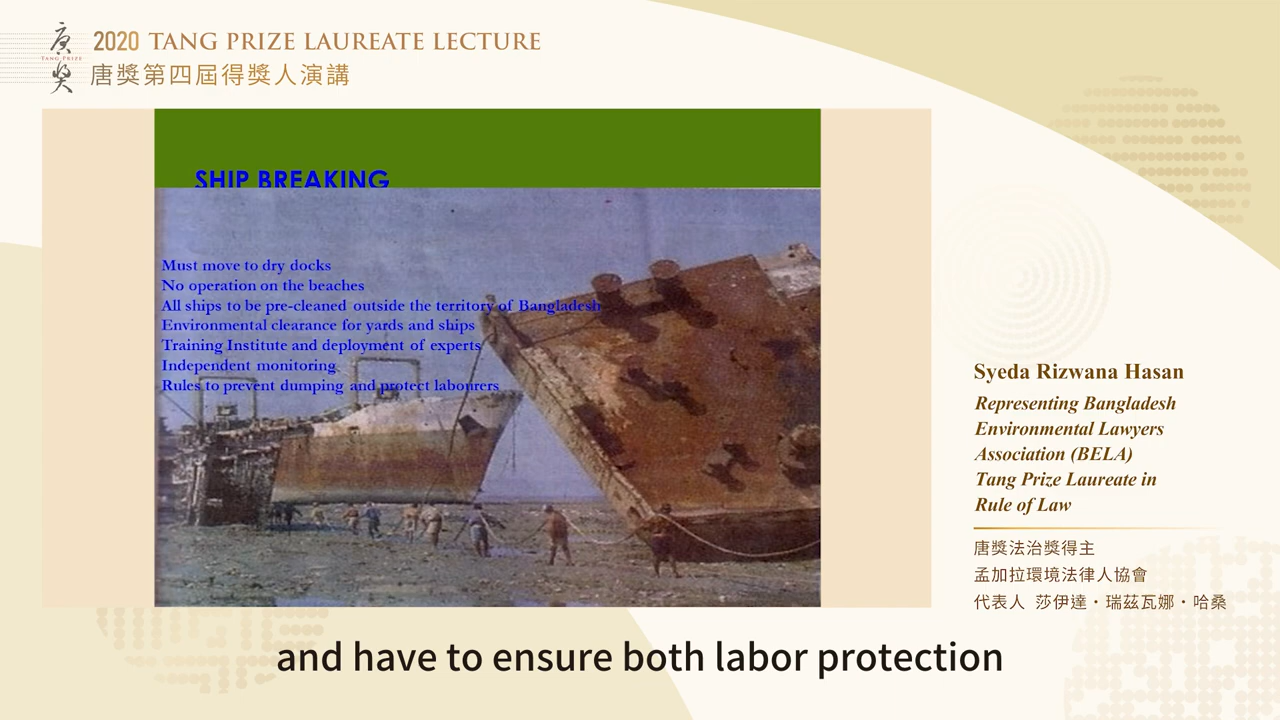 唐
TANG PRIZE
獎
2020 TANG PRIZE LAUREATE LECTURE
唐獎第四屆得獎人演講
SHIP BREAKING
Must move to dry docks
No operation on the beaches
All ships to be pre-cleaned outside the territory of Bangladesh
Environmental clearance for yards and ships
Training Institute and deployment of experts
Independent monitoring
Rules to prevent dumping and protect labourers
Syeda Rizwana Hasan
Representing Bangladesh
Environmental Lawyers
Association (BELA)
Tang Prize Laureate in
Rule of Law
唐獎法治獎得主
孟加拉環境法律人協會
代表人 莎伊達・瑞茲瓦娜・哈桑
and have to ensure both labor protection